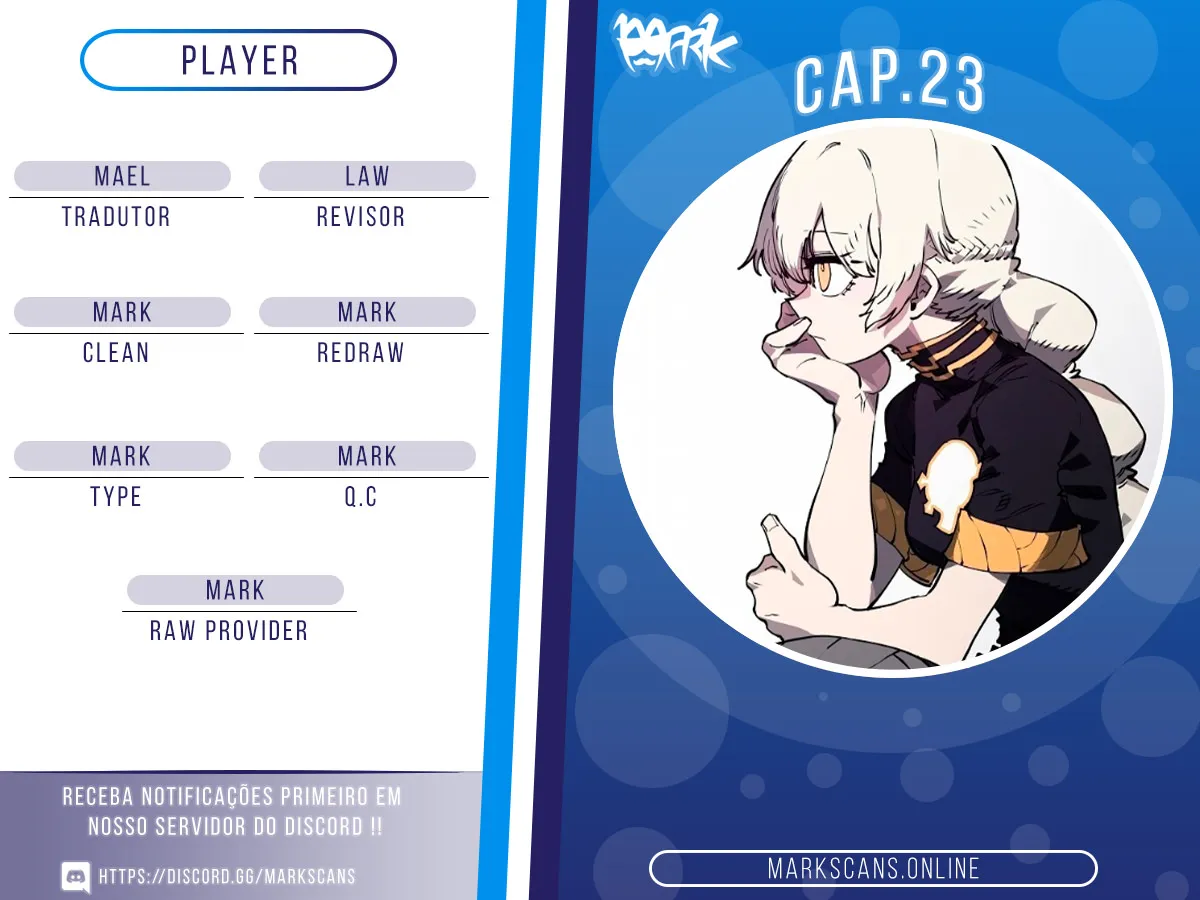 PLAYER
MAEL
TRADUTOR
LAW
REVISOR
MARK
CLEAN
MARK
REDRAW
MARK
TYPE
MARK
Q.C
MARK
RAW PROVIDER
RECEBA NOTIFICAÇÕES PRIMEIRO EM
NOSSO SERVIDOR DO DISCORD !!
HTTPS://DISCORD.GG/MARKSCANS
MARK
CAP.23
MARKSCANS.ONLINE